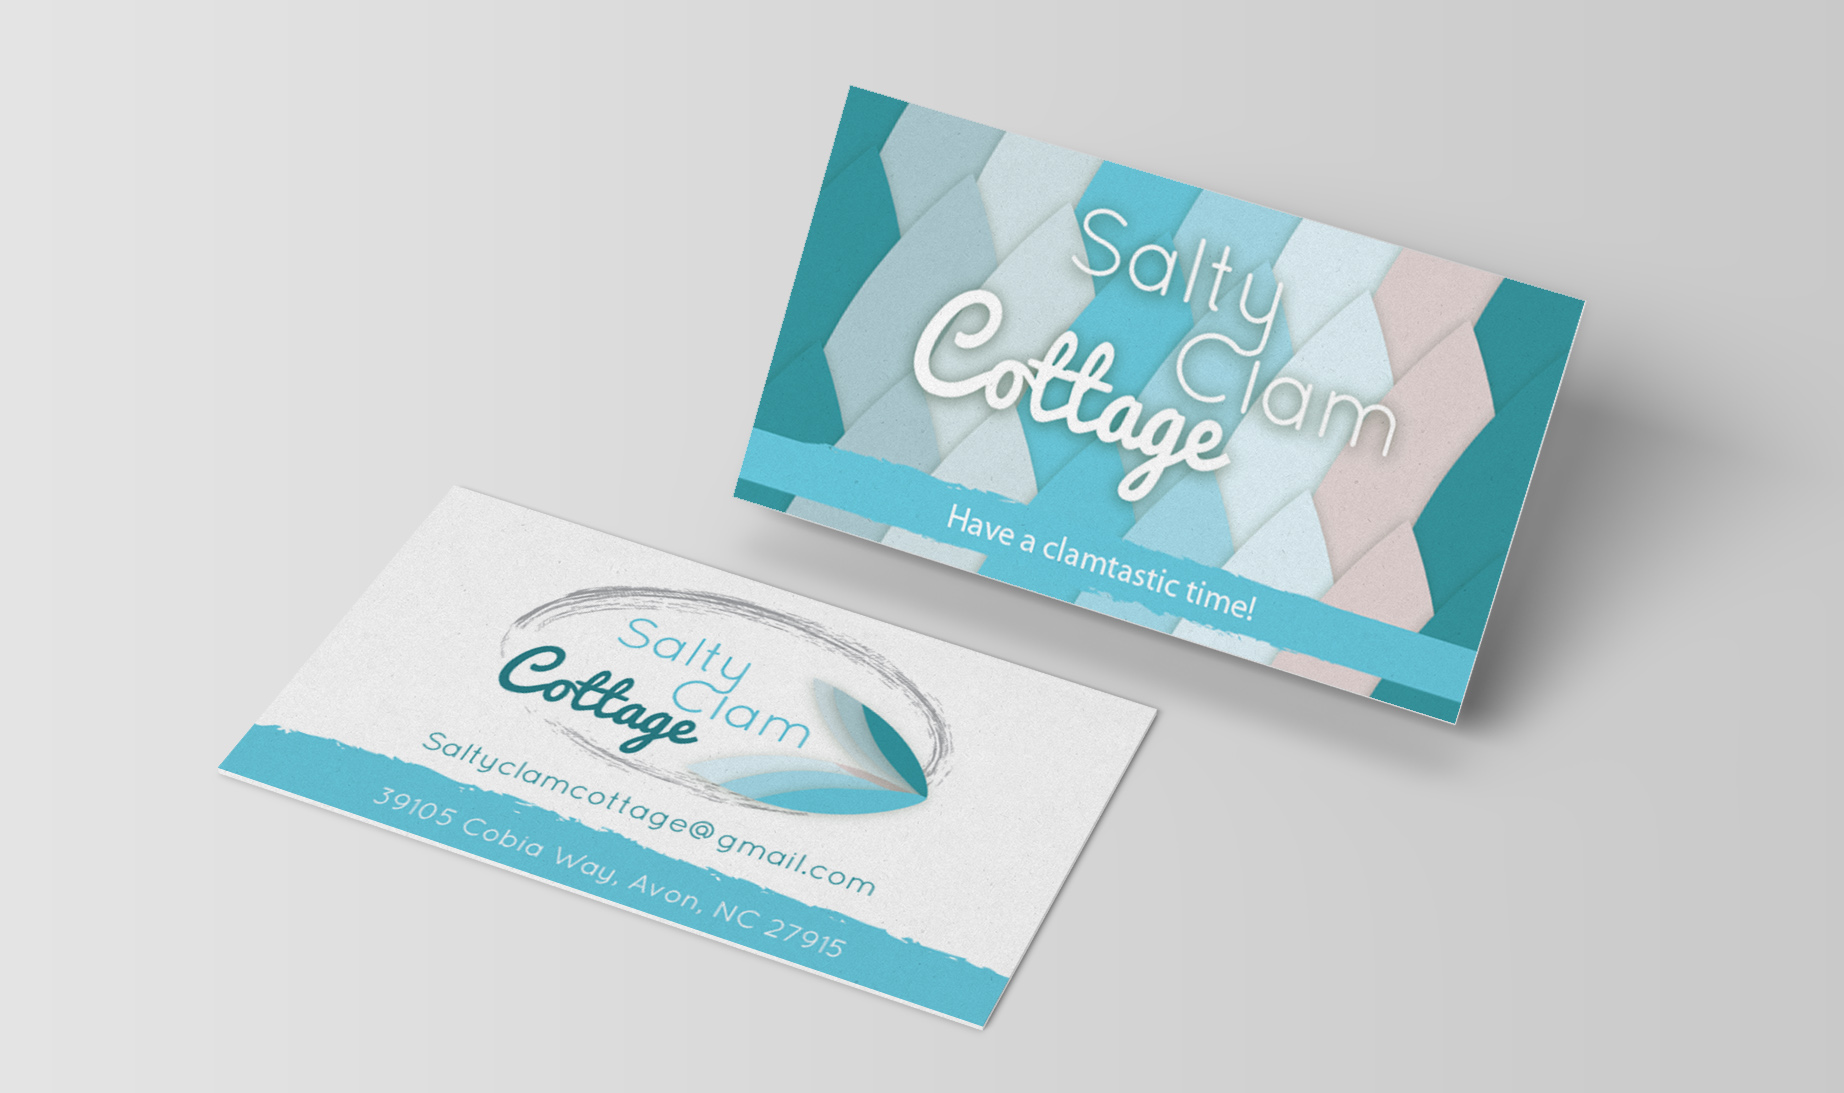 Salty
Clam
Cottage
Have a clamtastic time!
Salty
Clam
Cottage
Saltyclamcottage@gmail.com
39105 Cobia Way, Avon, NC 27915